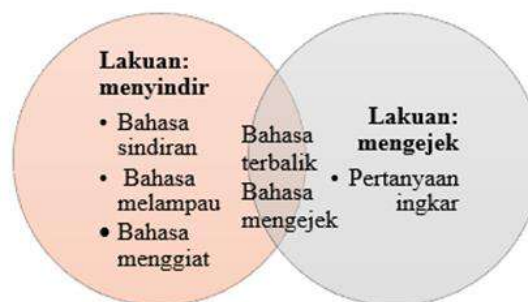 Lakuan:
menyindir
• Bahasa
sindiran
• Bahasa
melampau
• Bahasa
menggiat
Bahasa
terbalik
Bahasa
mengejek
Lakuan:
mengejek
• Pertanyaan
ingkar